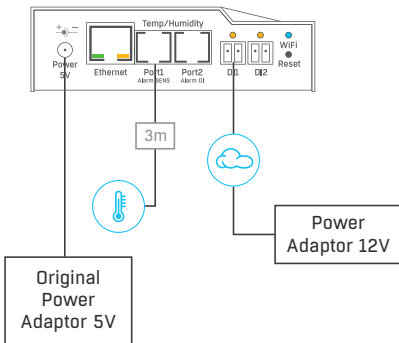 Temp/Humidity
Power
5V
Ethernet
Port1
Alarm SENS
Port2
Alarm DI
DI1
DI2
WiFi
Reset
3m
Power
Adaptor 12V
Original
Power
Adaptor 5V